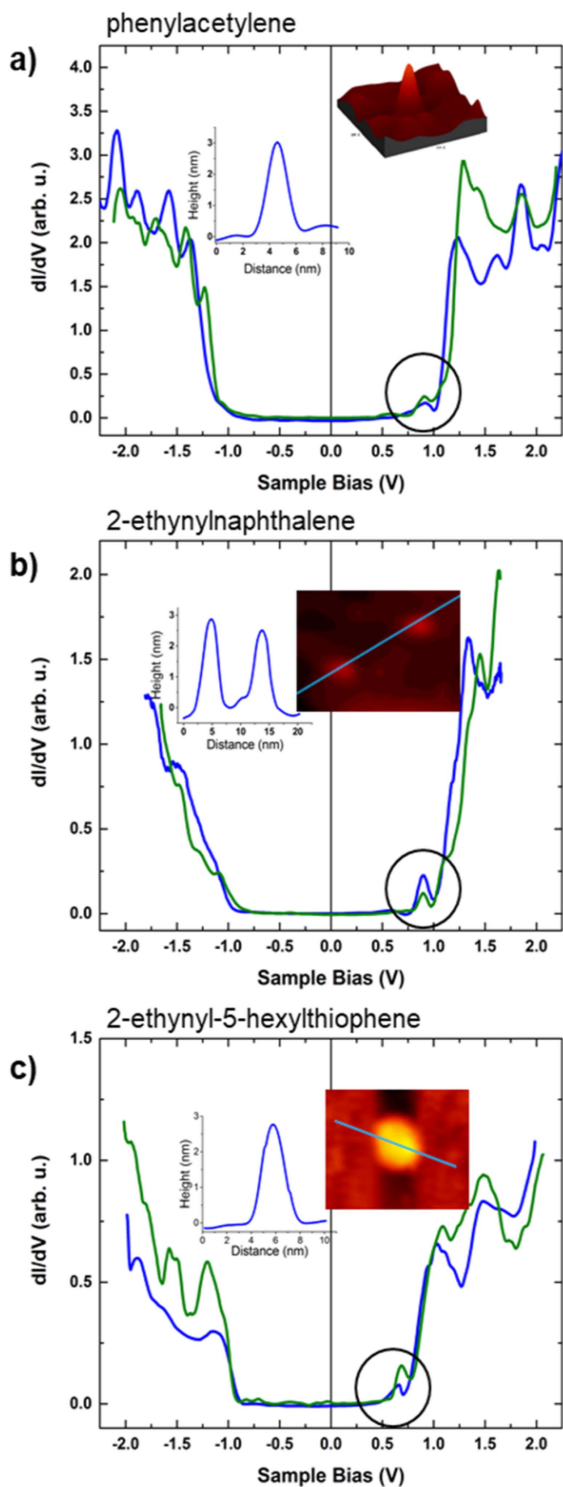 phenylacetylene
a)
4.0
3.5
3.0
2.5
2.0
1.5
1.0
0.5
0.0
dI/dV (arb. u.)
3
2
1
0
Height (nm)
0 2 4 6 8 10
Distance (nm)
-2.0 -1.5 -1.0 -0.5 0.0 0.5 1.0 1.5 2.0
Sample Bias (V)
2-ethynylnaphthalene
b)
2.0
1.5
1.0
0.5
0.0
dI/dV (arb. u.)
3
2
1
0
Height (nm)
0 5 10 15 20
Distance (nm)
-2.0 -1.5 -1.0 -0.5 0.0 0.5 1.0 1.5 2.0
Sample Bias (V)
2-ethynyl-5-hexylthiophene
c)
1.5
1.0
0.5
0.0
dI/dV (arb. u.)
3
2
1
0
Height (nm)
0 2 4 6 8 10
Distance (nm)
-2.0 -1.5 -1.0 -0.5 0.0 0.5 1.0 1.5 2.0
Sample Bias (V)